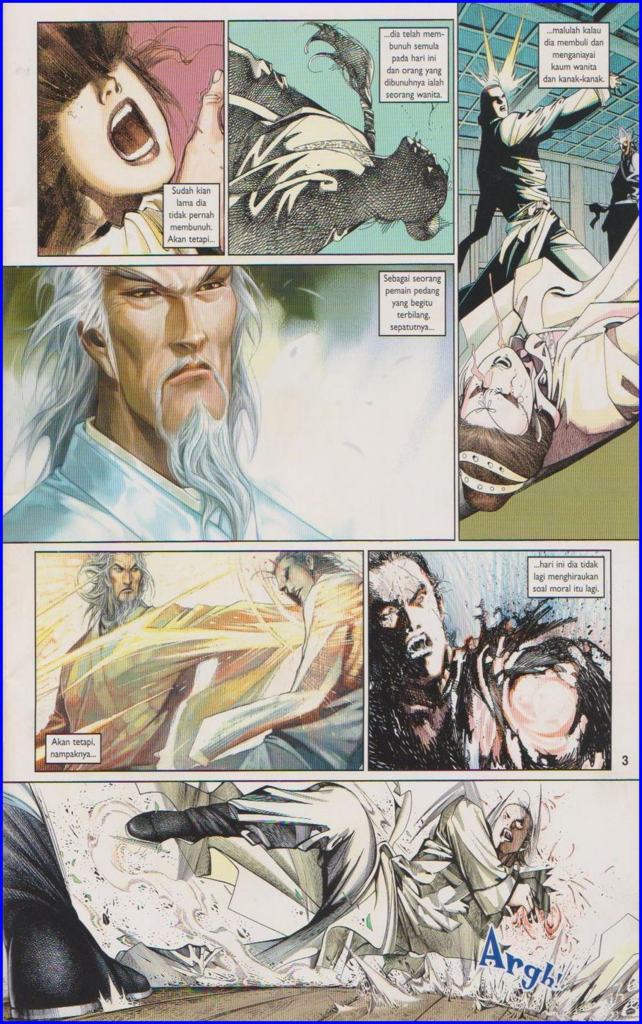 Sudah kian
lama dia
tidak pernah
membunuh.
Akan tetapi...
...dia telah mem-
bunuh semula
pada hari ini
dan orang yang
dibunuhnya ialah
seorang wanita.
...malulah kalau
dia membuli dan
menganiayai
kaum wanita
dan kanak-kanak.
Sebagai seorang
pemain pedang
yang begitu
terbilang,
sepatutnya...
Akan tetapi,
nampaknya...
...hari ini dia tidak
lagi menghiraukan
soal moral itu lagi.
3
Argh!